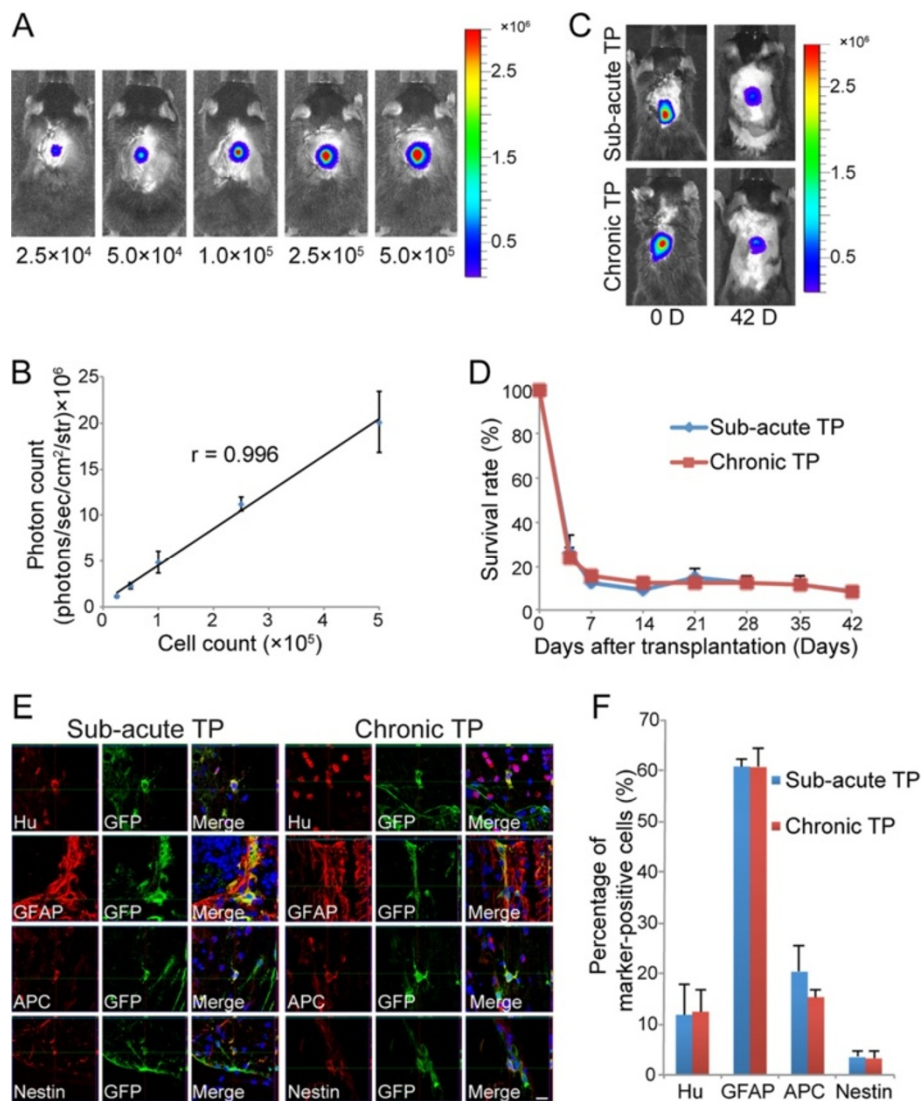 A
×10⁶
2.5
1.5
0.5
2.5×10⁴ 5.0×10⁴ 1.0×10⁵ 2.5×10⁵ 5.0×10⁵
C
Sub-acute TP
Chronic TP
0 D 42 D
×10⁶
2.5
1.5
0.5
B
Photon count
(photons/sec/cm²/str)×10⁶
25
20
15
10
5
0
r = 0.996
0 1 2 3 4 5
Cell count (×10⁵)
D
Survival rate (%)
100
80
60
40
20
0
Sub-acute TP
Chronic TP
0 7 14 21 28 35 42
Days after transplantation (Days)
E
Sub-acute TP Chronic TP
Hu GFP Merge Hu GFP Merge
GFAP GFP Merge GFAP GFP Merge
APC GFP Merge APC GFP Merge
Nestin GFP Merge Nestin GFP Merge
F
Percentage of
marker-positive cells (%)
70
60
50
40
30
20
10
0
Sub-acute TP
Chronic TP
Hu GFAP APC Nestin